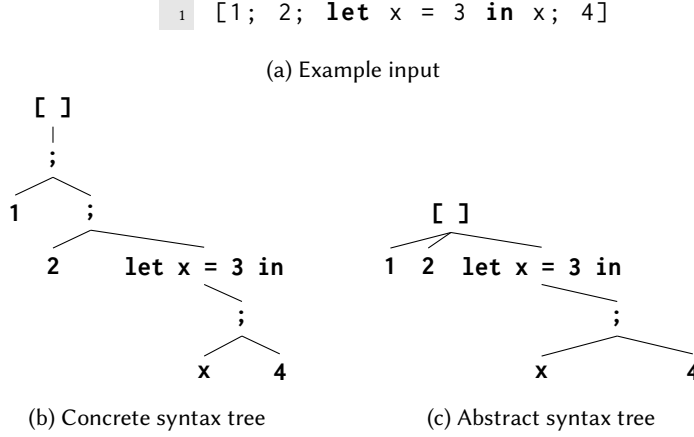 1 [1; 2; let x = 3 in x; 4]
(a) Example input
[ ]
;
1 ;
2 let x = 3 in
;
x 4
(b) Concrete syntax tree
[ ]
1 2 let x = 3 in
;
x 4
(c) Abstract syntax tree